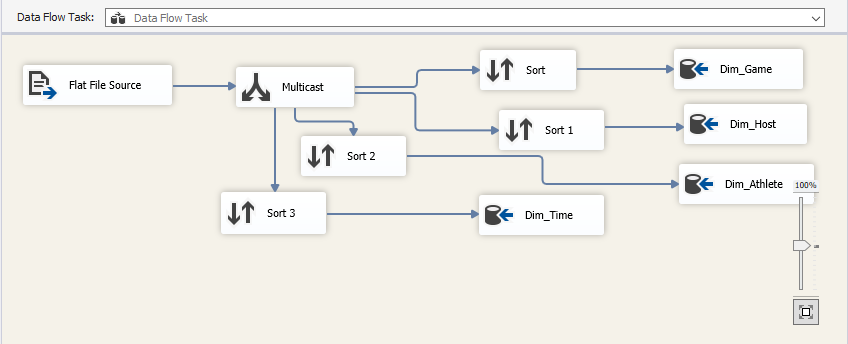 Data Flow Task: Data Flow Task
Flat File Source
Multicast
Sort
Dim_Game
Sort 1
Dim_Host
Sort 2
Dim_Athlete
100%
Sort 3
Dim_Time